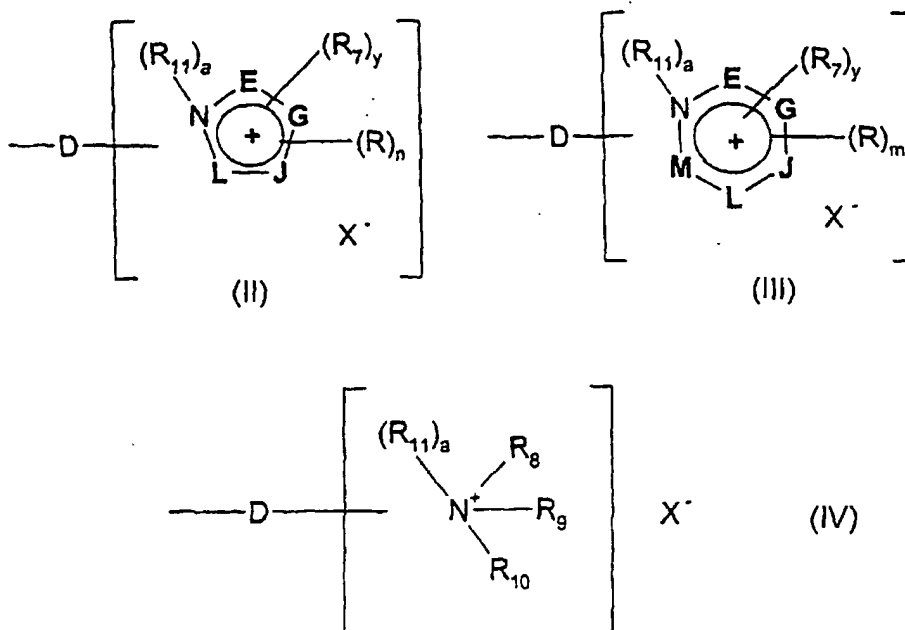 (R₁₁)ₐ E (R₇)y
N G
D + (R)n
L J
X⁻
(II)
(R₁₁)ₐ E (R₇)y
N G
D + (R)m
M J
L
X⁻
(III)
(R₁₁)ₐ R₈
D N⁺ R₉ X⁻ (IV)
R₁₀